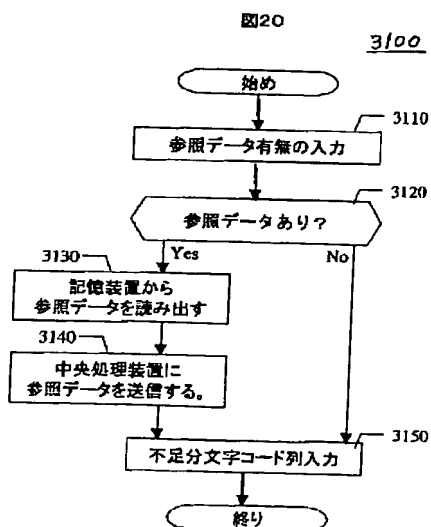 図20
3100
始め
3110
参照データ有無の入力
3120
参照データあり?
3130
Yes
No
記憶装置から
参照データを読み出す
3140
中央処理装置に
参照データを送信する。
3150
不足分文字コード列入力
終り